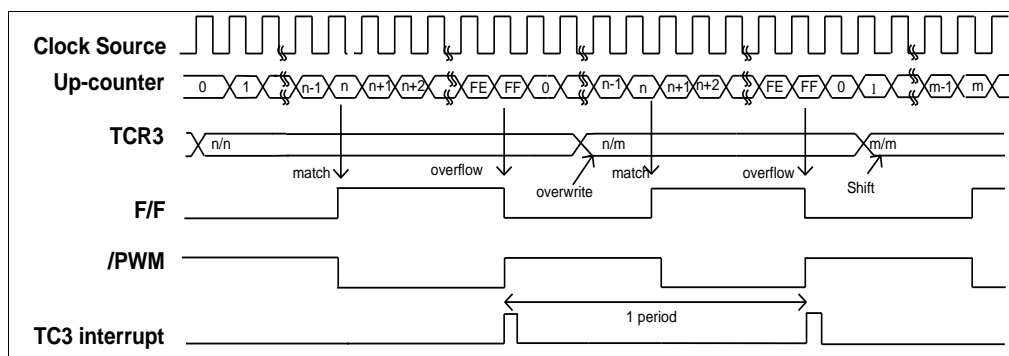 Clock Source
Up-counter
0 1 n-1 n n+1 n+2 FE FF 0 n-1 n n+1 n+2 FE FF 0 1 m-1 m
TCR3
n/n n/m m/m
match overflow overwrite match overflow Shift
F/F
/PWM
1 period
TC3 interrupt